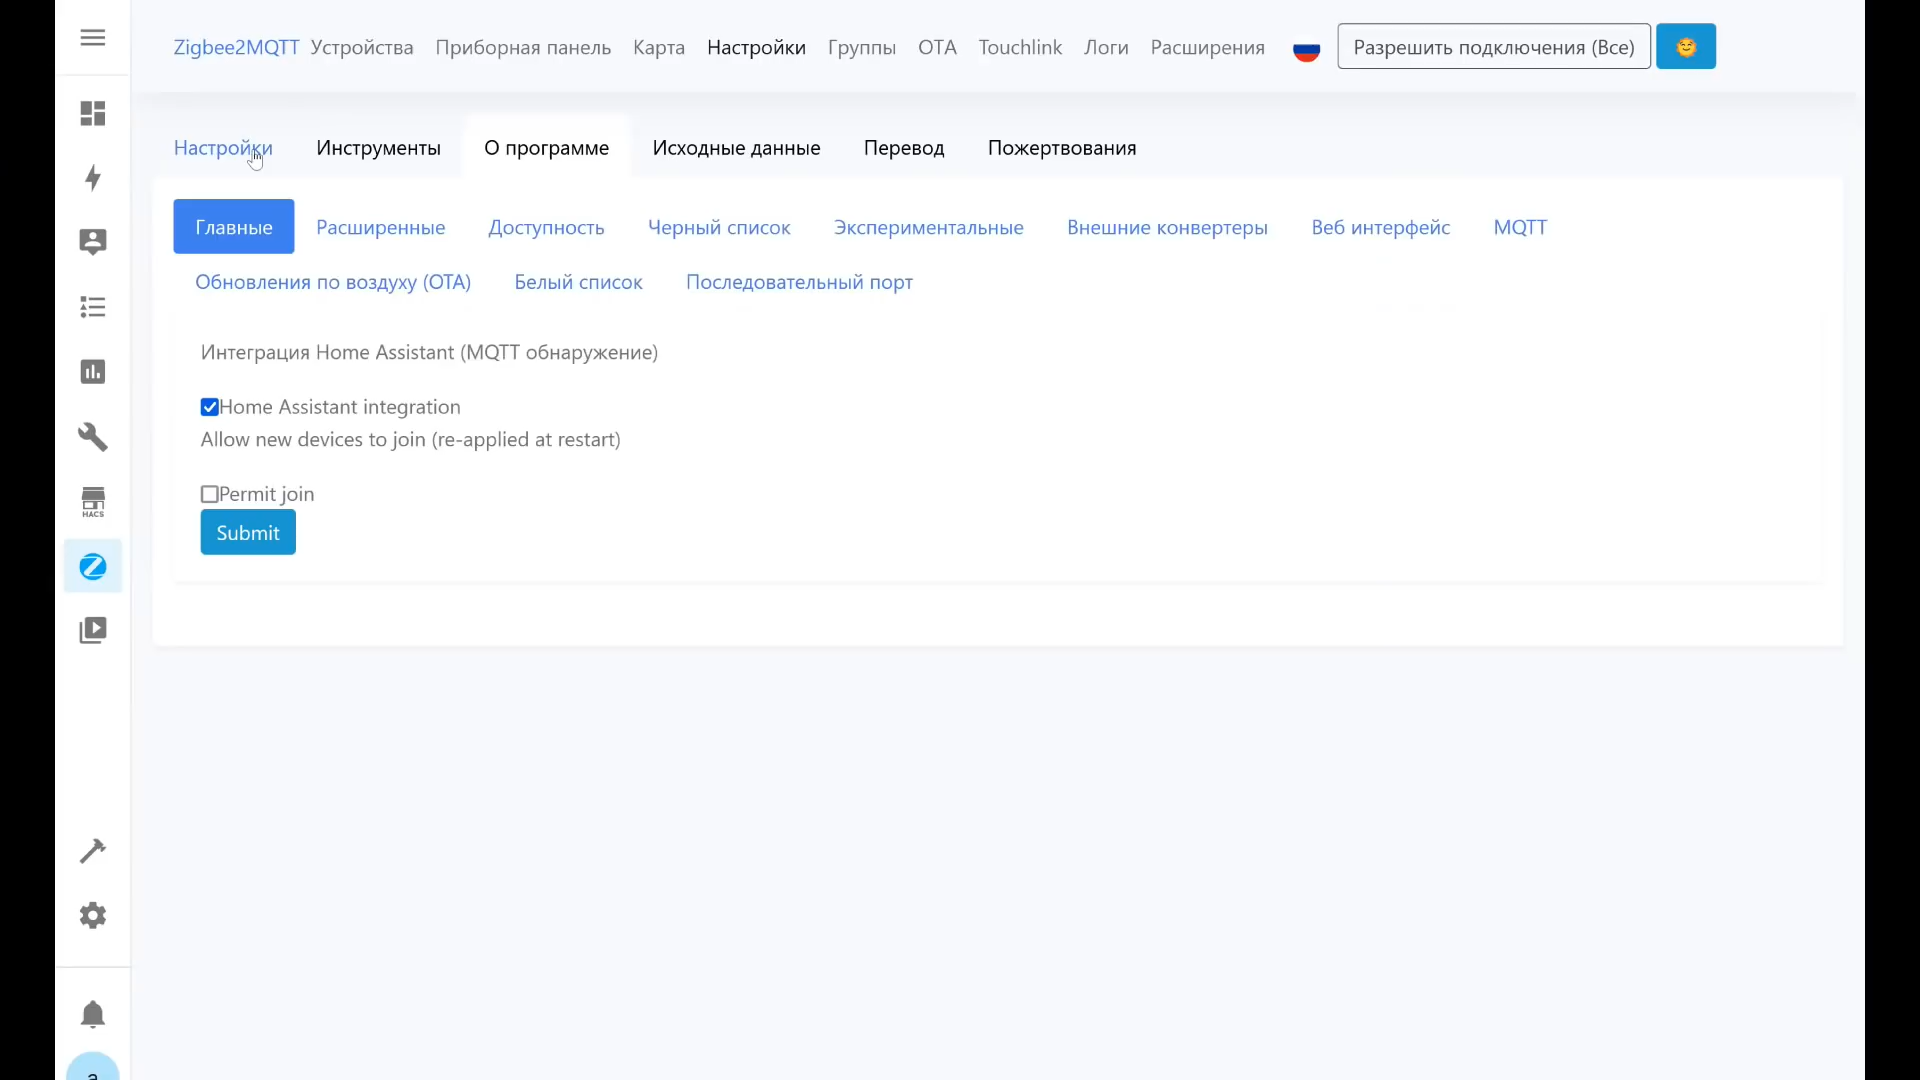 Zigbee2MQTT Устройства Приборная панель Карта Настройки Группы OTA Touchlink Логи Расширения Разрешить подключения (Все)
Настройки Инструменты О программе Исходные данные Перевод Пожертвования
Главные Расширенные Доступность Черный список Экспериментальные Внешние конвертеры Веб интерфейс MQTT
Обновления по воздуху (OTA) Белый список Последовательный порт
Интеграция Home Assistant (MQTT обнаружение)
Home Assistant integration
Allow new devices to join (re-applied at restart)
Permit join
HACS
Submit